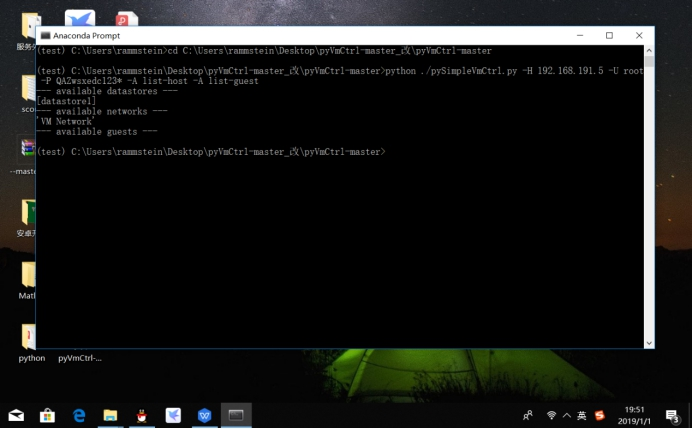 服务
Anaconda Prompt
(test) C:\Users\rammstein>cd C:\Users\rammstein\Desktop\pyVmCtrl-master_改\pyVmCtrl-master
(test) C:\Users\rammstein\Desktop\pyVmCtrl-master_改\pyVmCtrl-master>python ./pySimpleVmCtrl.py -H 192.168.191.5 -U root
-P QAZwsxedc123* -A list-host -A list-guest
--- available datastores ---
[datastore1]
--- available networks ---
'VM Network'
--- available guests ---
(test) C:\Users\rammstein\Desktop\pyVmCtrl-master_改\pyVmCtrl-master>
sco
--maste
安卓
Mat
python
pyVmCtrl-...
英
19:51
2019/1/1
3